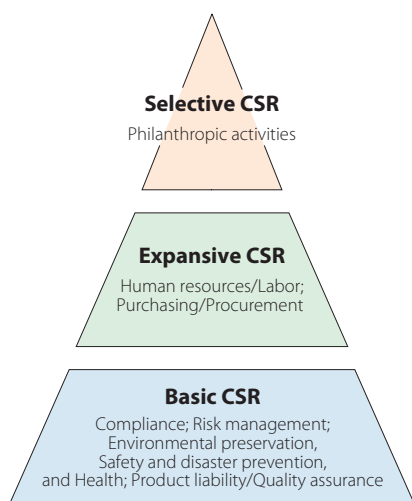 Selective CSR
Philanthropic activities
Expansive CSR
Human resources/Labor;
Purchasing/Procurement
Basic CSR
Compliance; Risk management;
Environmental preservation,
Safety and disaster prevention,
and Health; Product liability/Quality assurance